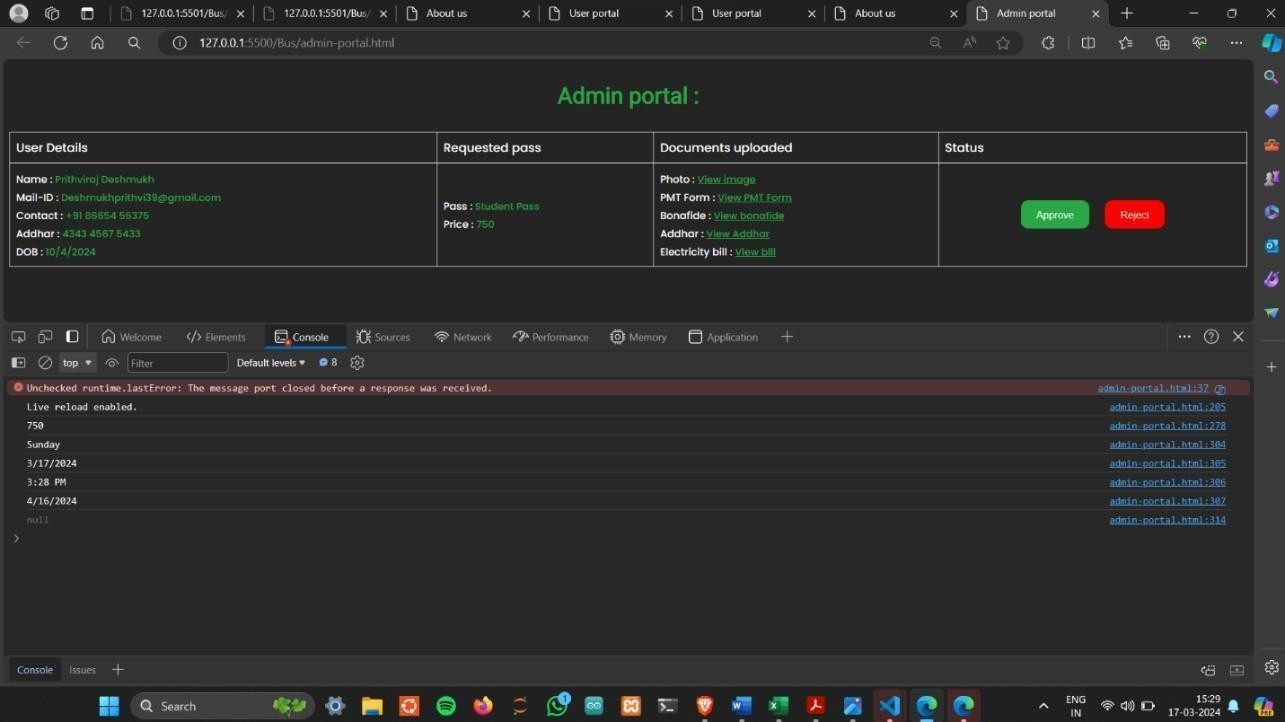 127.0.0.1:5501/Bus/
127.0.0.1:5501/Bus/
About us
User portal
User portal
About us
Admin portal
127.0.0.1:5500/Bus/admin-portal.html
Admin portal :
User Details
Requested pass
Documents uploaded
Status
Name : Prithviraj Deshmukh
Mail-ID : Deshmukhprithvi39@gmail.com
Contact : +91 86654 56375
Addhar : 4343 4567 5433
DOB : 10/4/2024
Pass : Student Pass
Price : 750
Photo : View image
PMT Form : View PMT Form
Bonafide : View bonafide
Addhar : View Addhar
Electricity bill : View bill
Approve
Reject
Welcome
Elements
Console
Sources
Network
Performance
Memory
Application
top
Filter
Default levels
8
Unchecked runtime.lastError: The message port closed before a response was received. admin-portal.html:37
Live reload enabled. admin-portal.html:205
750 admin-portal.html:278
Sunday admin-portal.html:304
3/17/2024 admin-portal.html:305
3:28 PM admin-portal.html:306
4/16/2024 admin-portal.html:307
null admin-portal.html:314
Console
Issues
Search
1
ENG
IN
15:29
17-03-2024